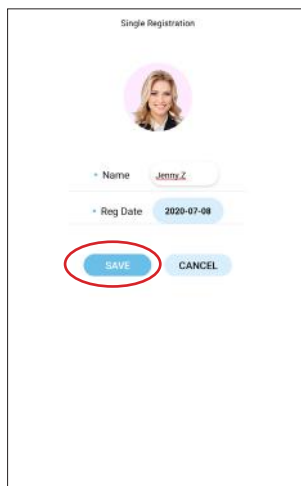 Single Registration
Name Jenny.Z
Reg Date 2020-07-08
SAVE CANCEL